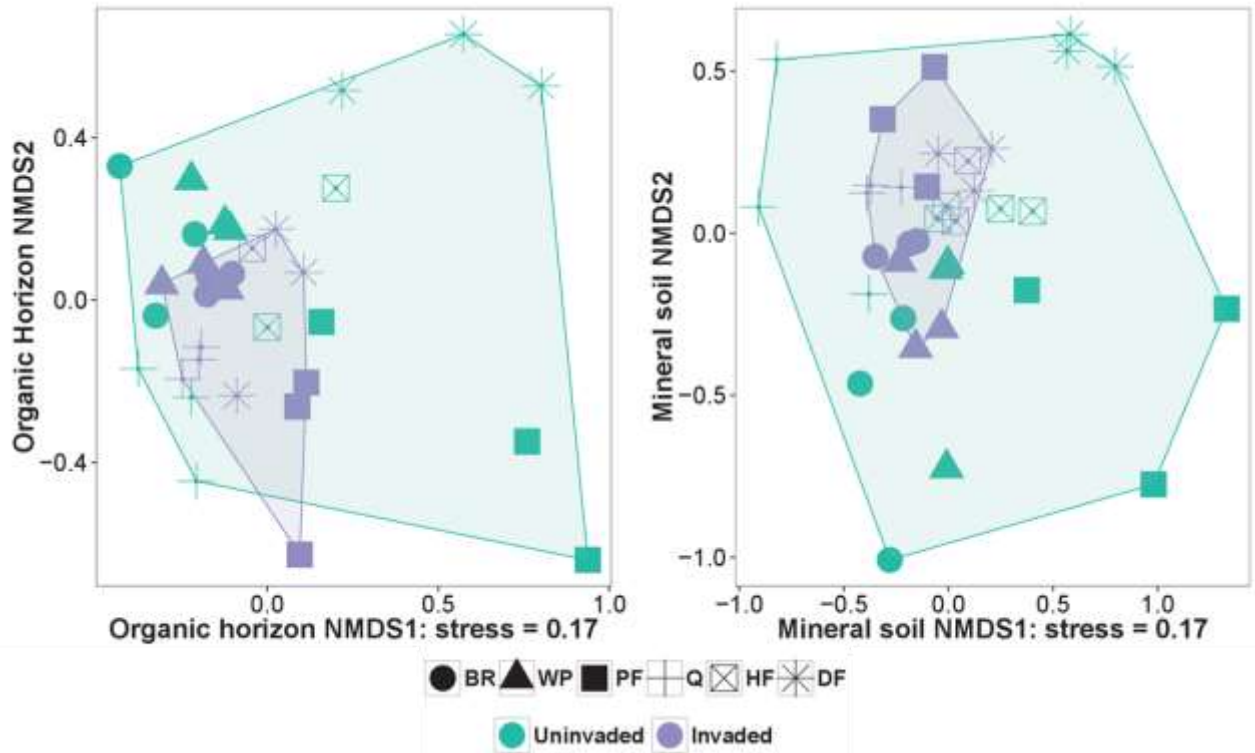 Organic Horizon NMDS2
0.4
0.0
−0.4
0.0
0.5
1.0
Organic horizon NMDS1: stress = 0.17
Mineral soil NMDS2
0.5
0.0
−0.5
−1.0
−1.0
−0.5
0.0
0.5
1.0
Mineral soil NMDS1: stress = 0.17
BR WP PF Q HF DF
Uninvaded Invaded